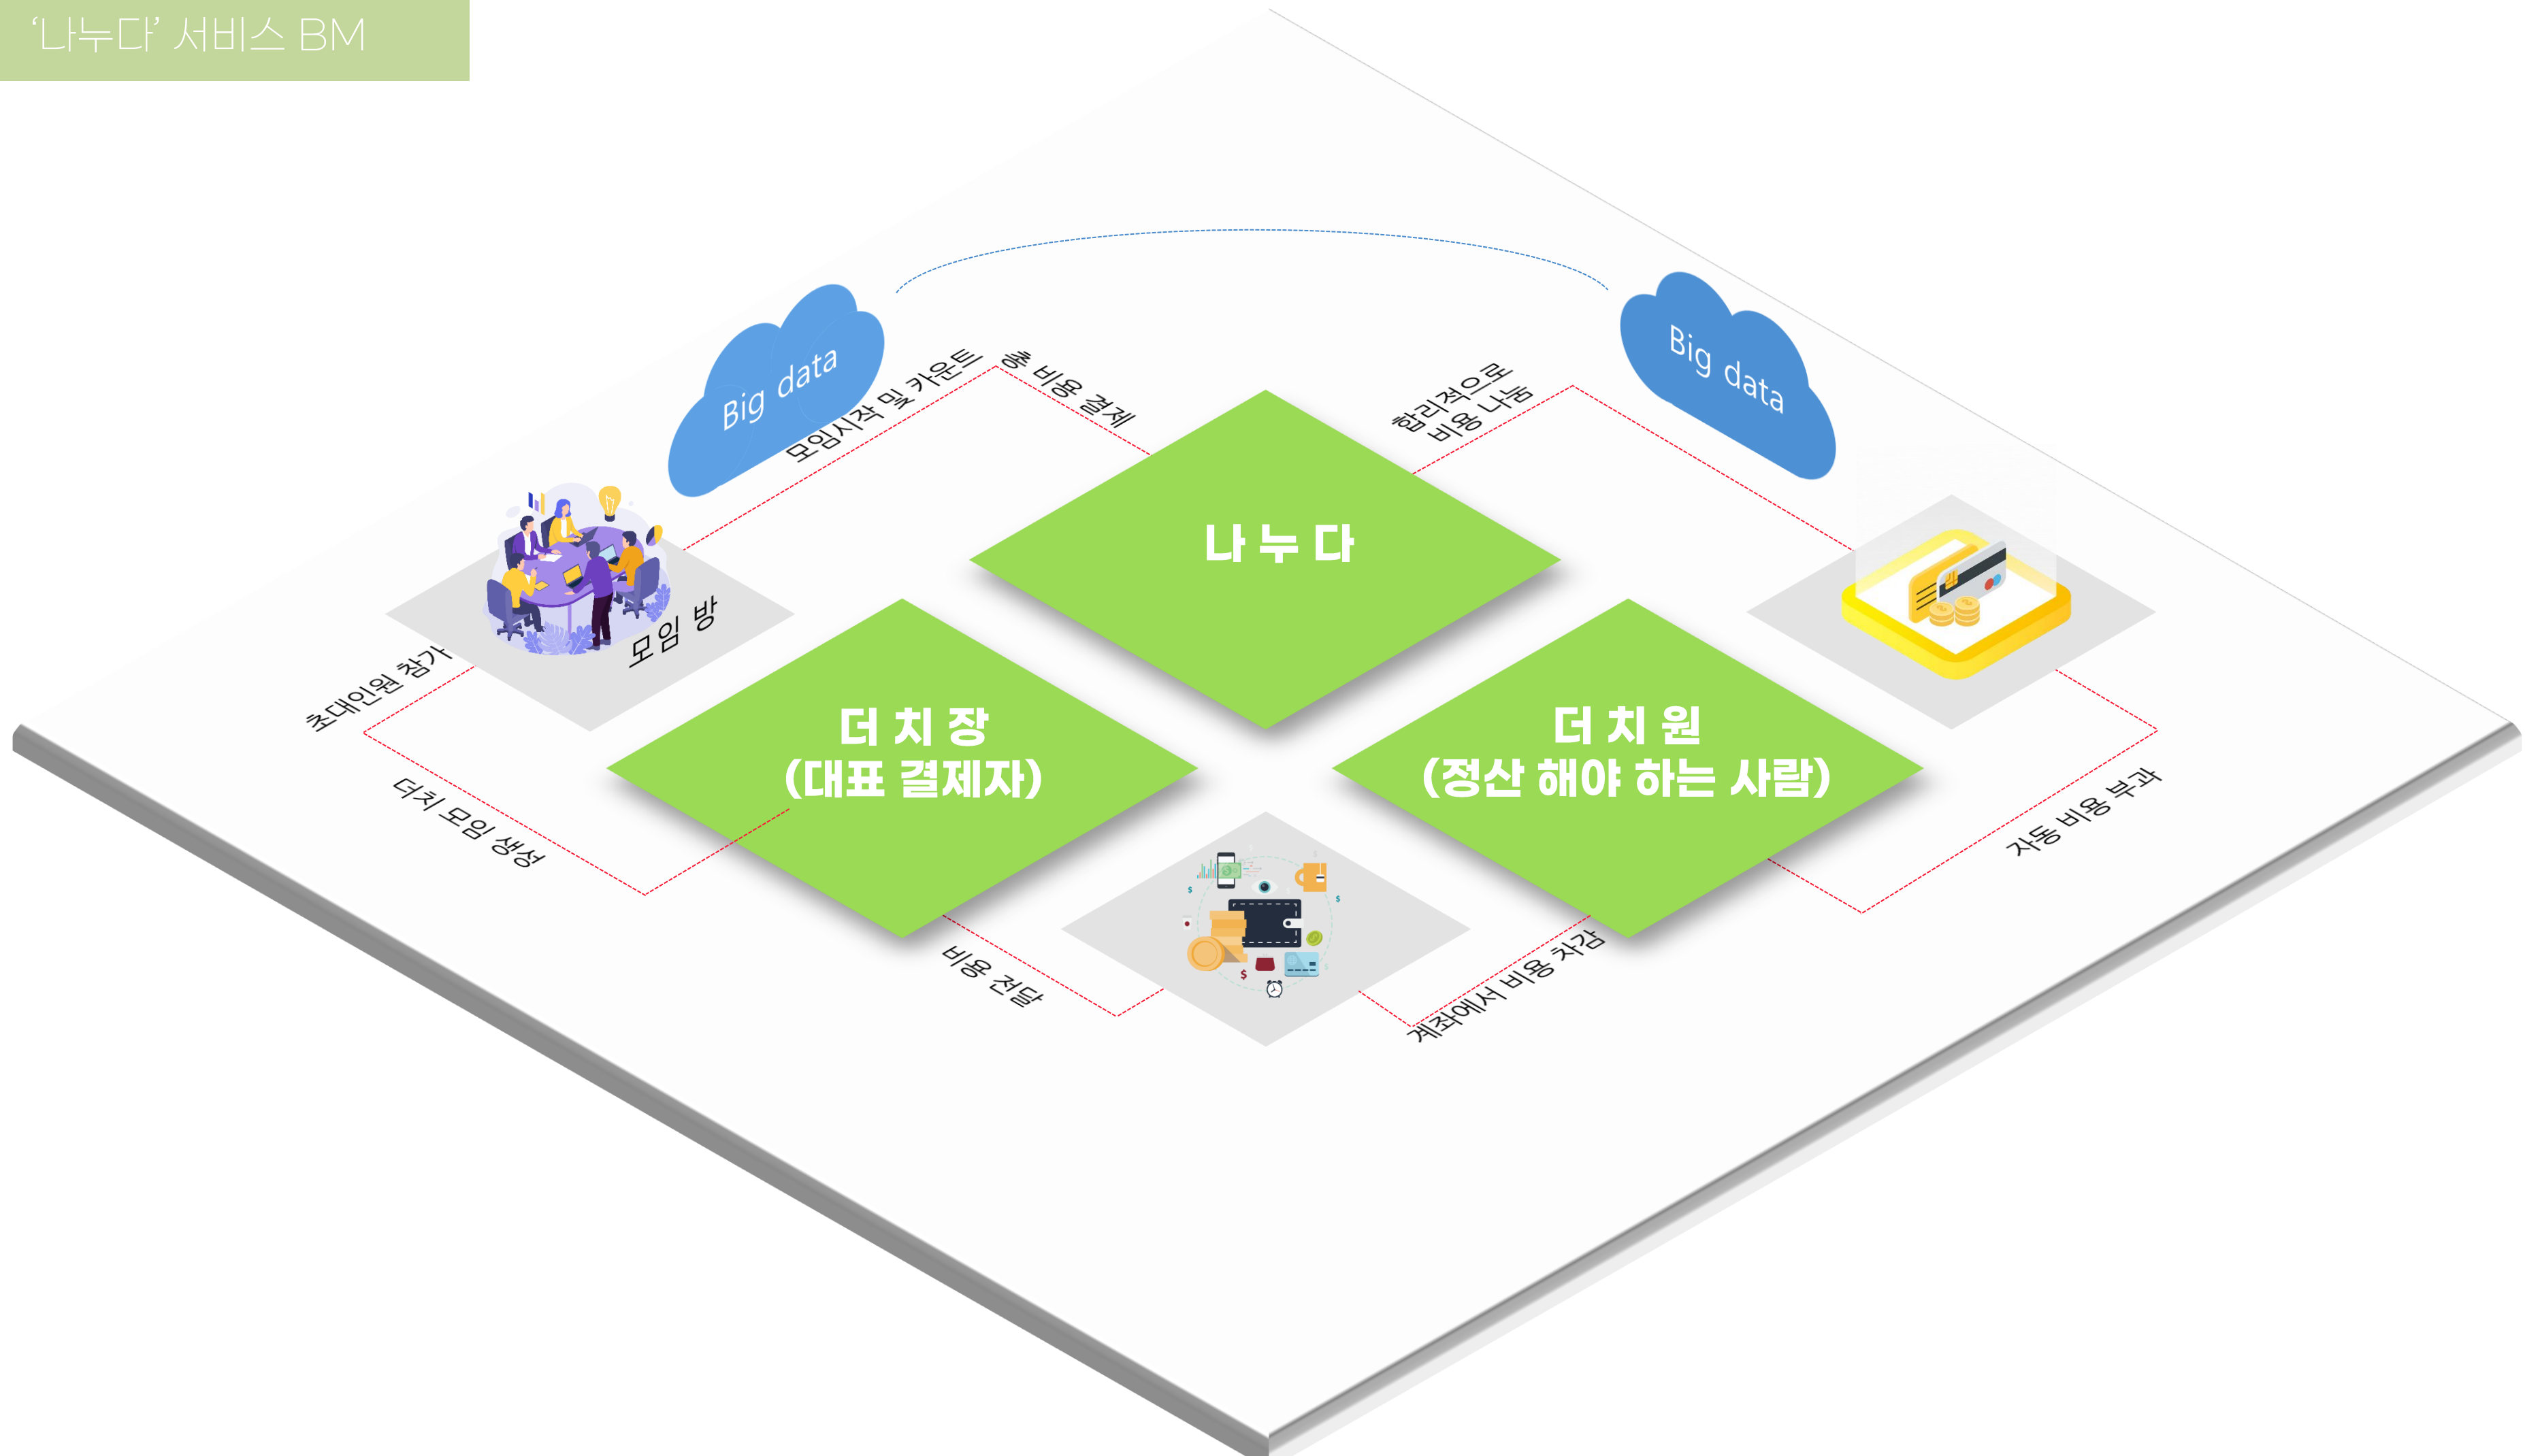 ‘나누다’ 서비스 BM
Big data
Big data
모임시작 및 카운트
총 비용 결제
합리적으로
비용 나눔
나누다
모임 방
초대인원 참가
더치 모임 생성
더치장
(대표 결제자)
더치원
(정산 해야 하는 사람)
자동 비용 부과
비용 전달
계좌에서 비용 차감